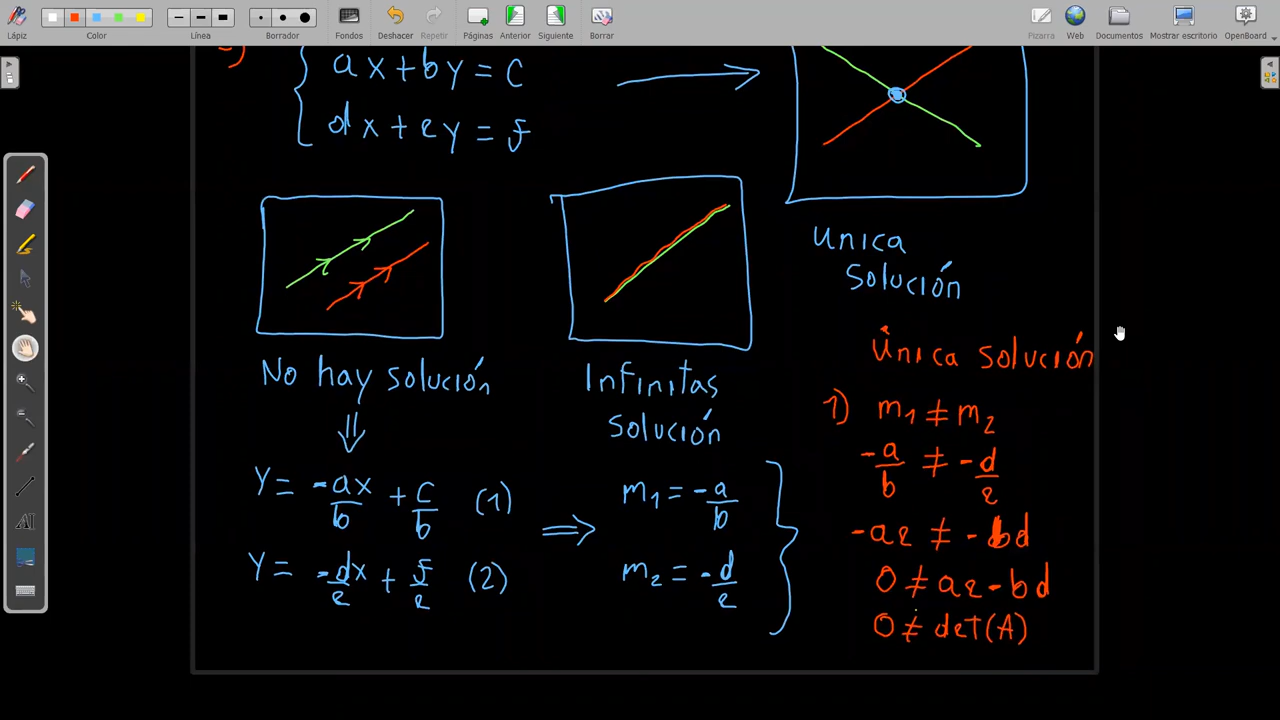 Lápiz Color Línea Borrador Fondos Deshacer Repetir Páginas Anterior Siguiente Borrar Pizarra Web Documentos Mostrar escritorio OpenBoard
ax+by=c
dx+ey=f
unica
solución
No hay solución
Infinitas
solución
Y = -ax/b + c/b (1)
Y = -dx/e + f/e (2)
⇒
m1 = -a/b
m2 = -d/e
Única solución
1) m1 ≠ m2
-a/b ≠ -d/e
-ae ≠ -bd
0 ≠ ae-bd
0 ≠ det(A)